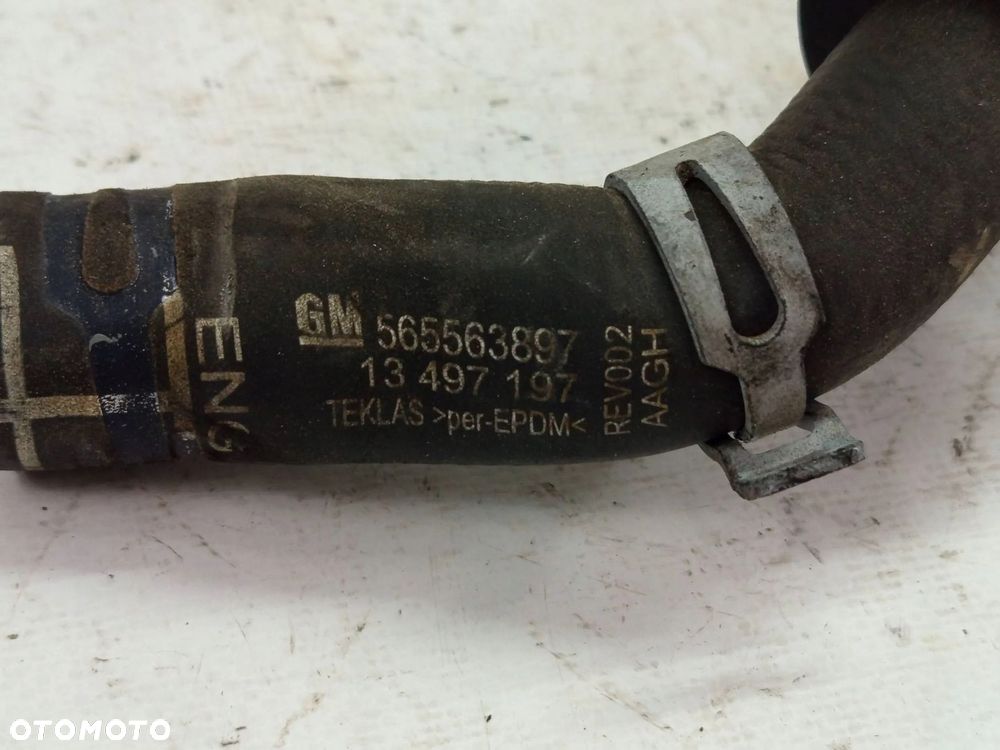 GM 565563897
13 497 197
TEKLAS >per-EPDM<
REV002
AAGH
ENG
OTOMOTO